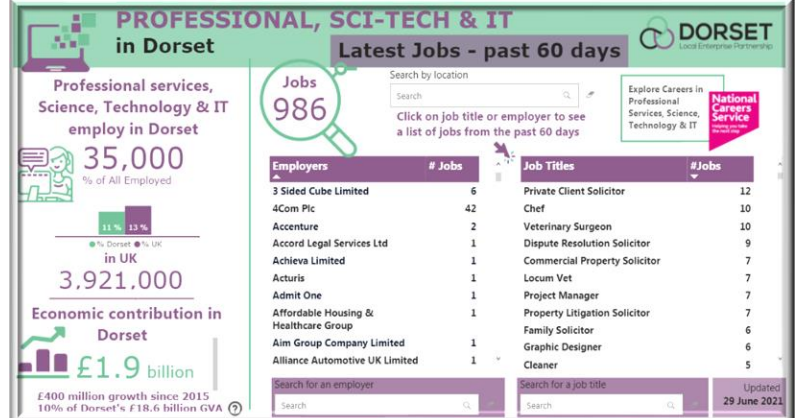 PROFESSIONAL, SCI-TECH & IT
in Dorset
Latest Jobs - past 60 days
DORSET
Local Enterprise Partnership
Professional services,
Science, Technology & IT
employ in Dorset
35,000
% of All Employed
11 % 13 %
% Dorset % UK
in UK
3,921,000
Economic contribution in
Dorset
£1.9 billion
£400 million growth since 2015
10% of Dorset's £18.6 billion GVA ?
Jobs
986
Search by location
Search
Click on job title or employer to see
a list of jobs from the past 60 days
Explore Careers in
Professional
Services, Science,
Technology & IT
National
Careers
Service
Helping you take
the next step
Employers # Jobs
3 Sided Cube Limited 6
4Com Plc 42
Accenture 2
Accord Legal Services Ltd 1
Achieva Limited 1
Acturis 1
Admit One 1
Affordable Housing & 1
Healthcare Group
Aim Group Company Limited 1
Alliance Automotive UK Limited 1
Search for an employer
Search
Job Titles #Jobs
Private Client Solicitor 12
Chef 10
Veterinary Surgeon 10
Dispute Resolution Solicitor 9
Commercial Property Solicitor 7
Locum Vet 7
Project Manager 7
Property Litigation Solicitor 7
Family Solicitor 6
Graphic Designer 6
Cleaner 5
Search for a job title
Search
Updated
29 June 2021